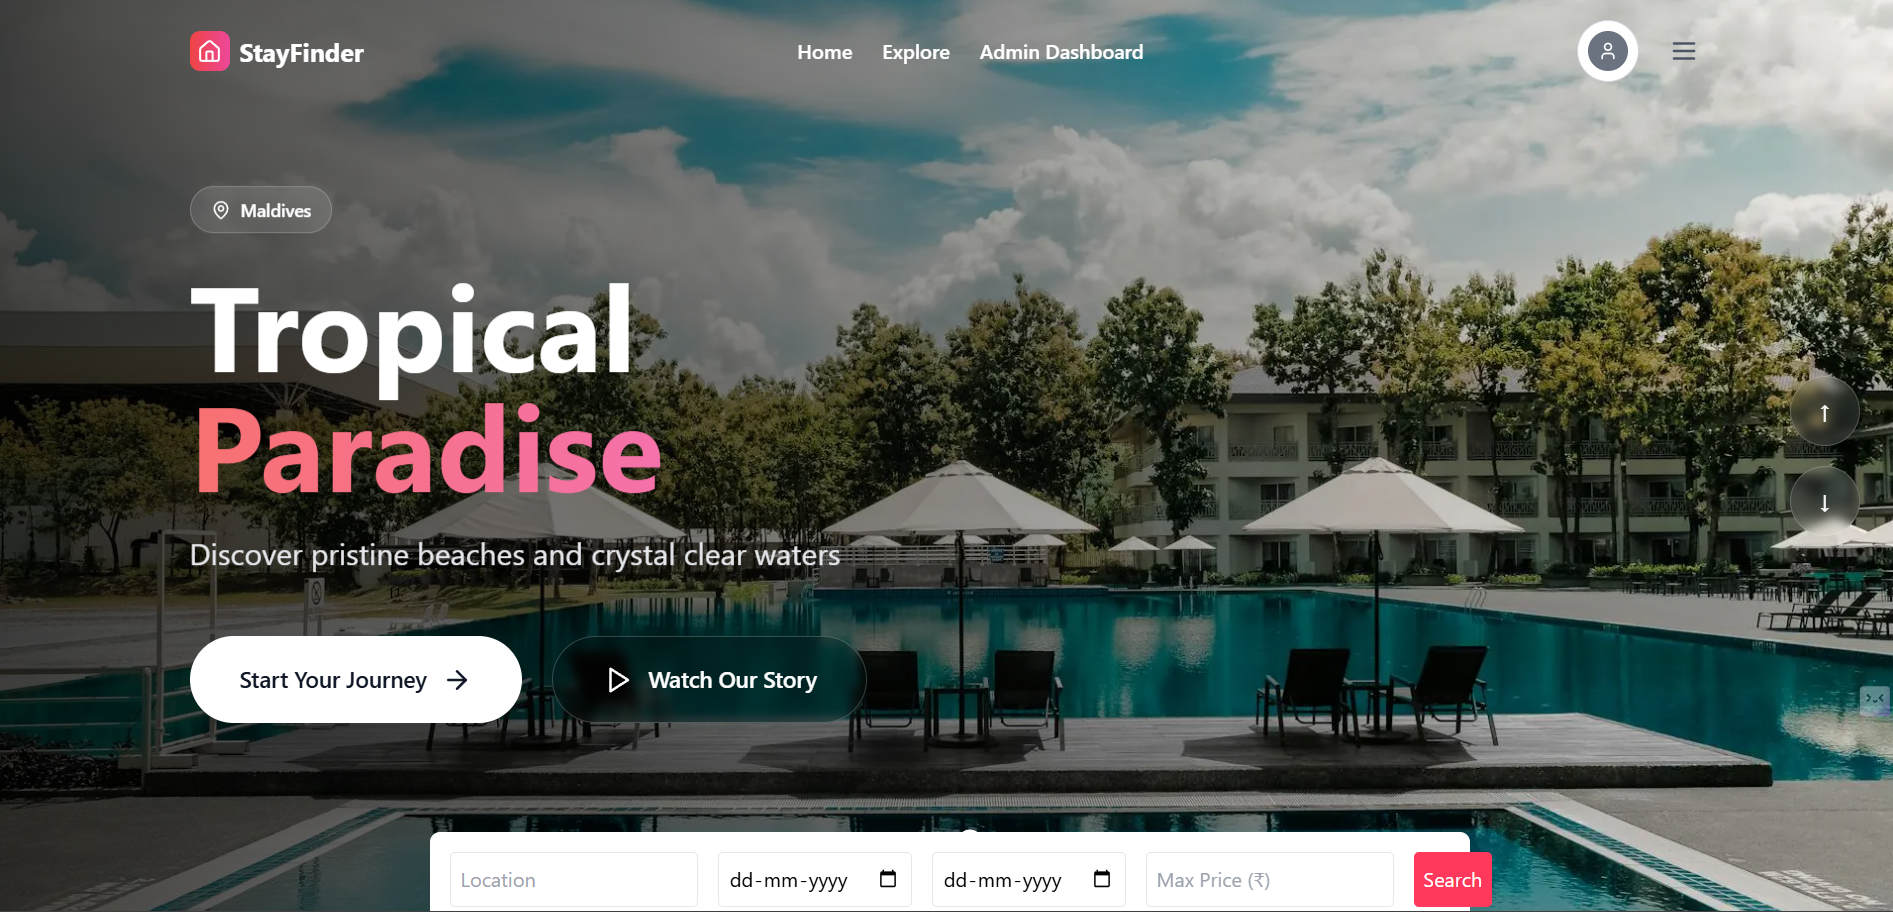 StayFinder
Home Explore Admin Dashboard
Maldives
Tropical
Paradise
Discover pristine beaches and crystal clear waters
Start Your Journey → Watch Our Story
↑
↓
Location dd-mm-yyyy dd-mm-yyyy Max Price (₹) Search